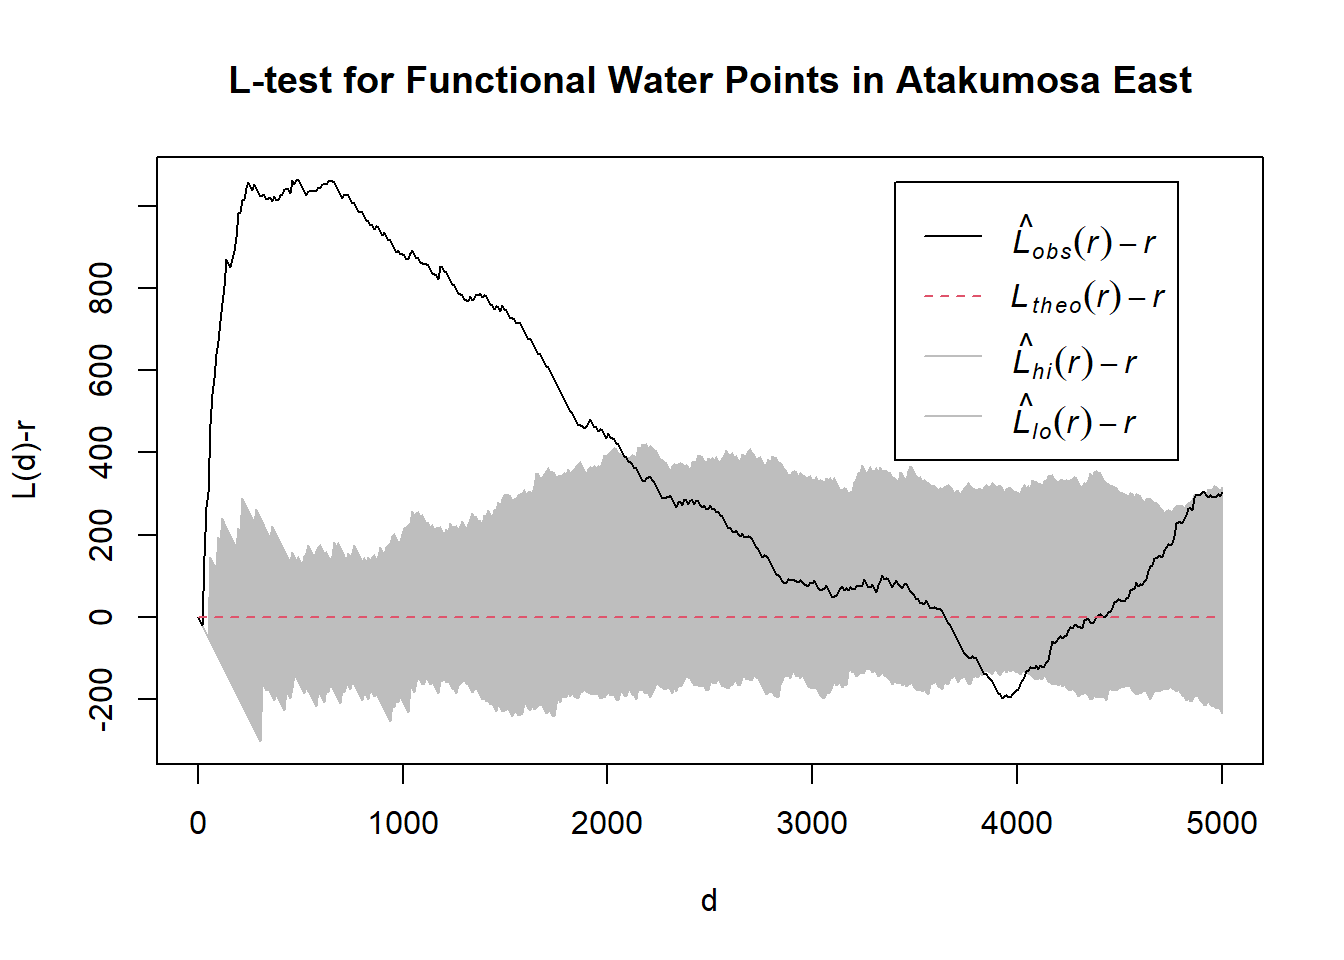 L-test for Functional Water Points in Atakumosa East
L̂obs(r) – r
Ltheo(r) – r
L̂hi(r) – r
L̂lo(r) – r
L(d)-r
800
600
400
200
0
-200
0 1000 2000 3000 4000 5000
d